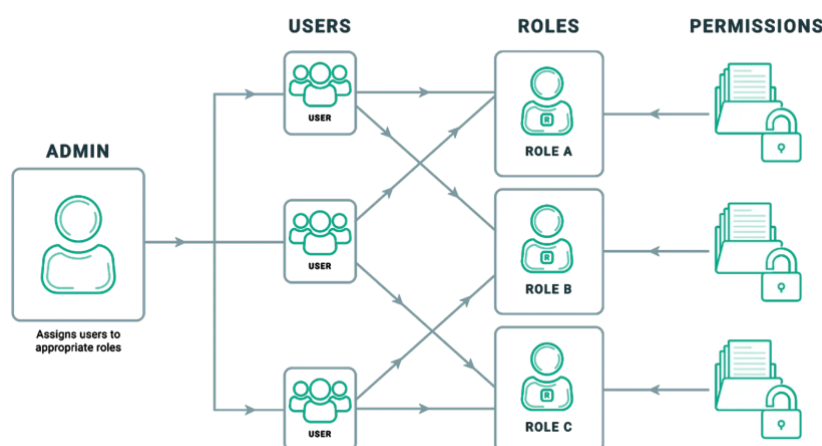 USERS
ROLES
PERMISSIONS
USER
R
ROLE A
ADMIN
USER
R
ROLE B
Assigns users to
appropriate roles
USER
R
ROLE C